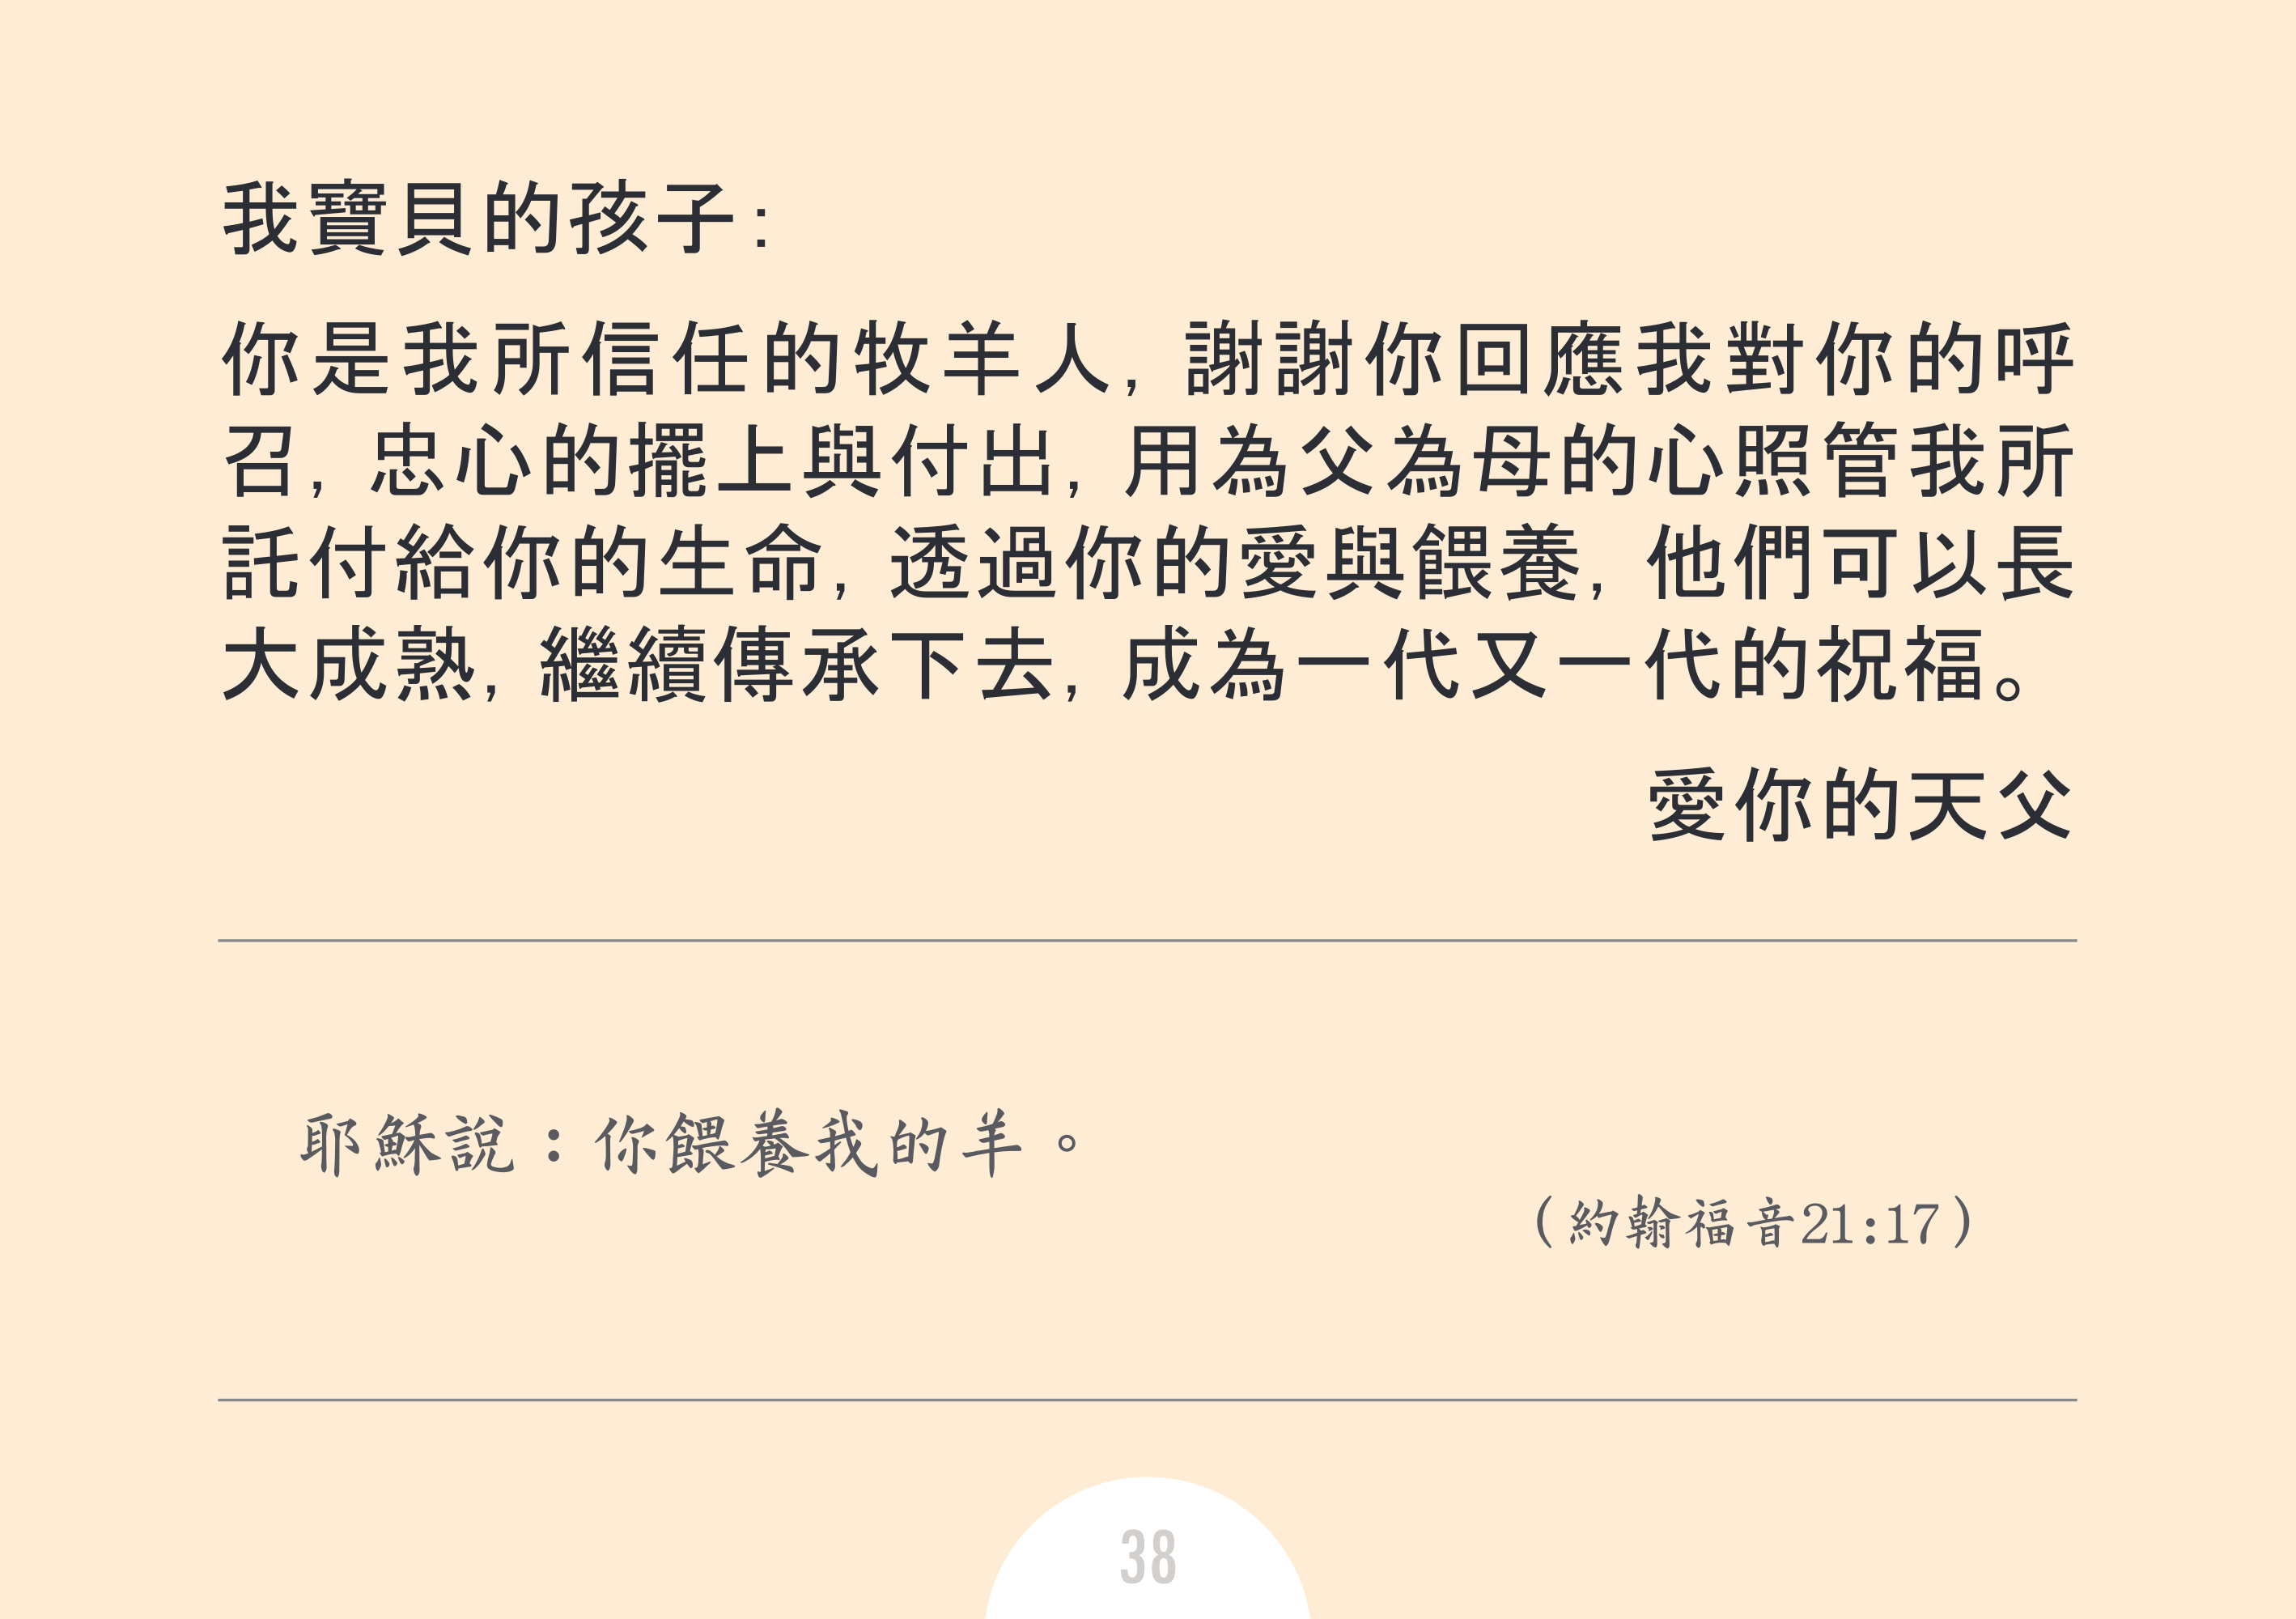 我寶貝的孩子：
你是我所信任的牧羊人，謝謝你回應我對你的呼
召，忠心的擺上與付出，用為父為母的心照管我所
託付給你的生命，透過你的愛與餵養，他們可以長
大成熟，繼續傳承下去，成為一代又一代的祝福。
愛你的天父
耶穌說：你餵養我的羊。
（約翰福音21:17）
38